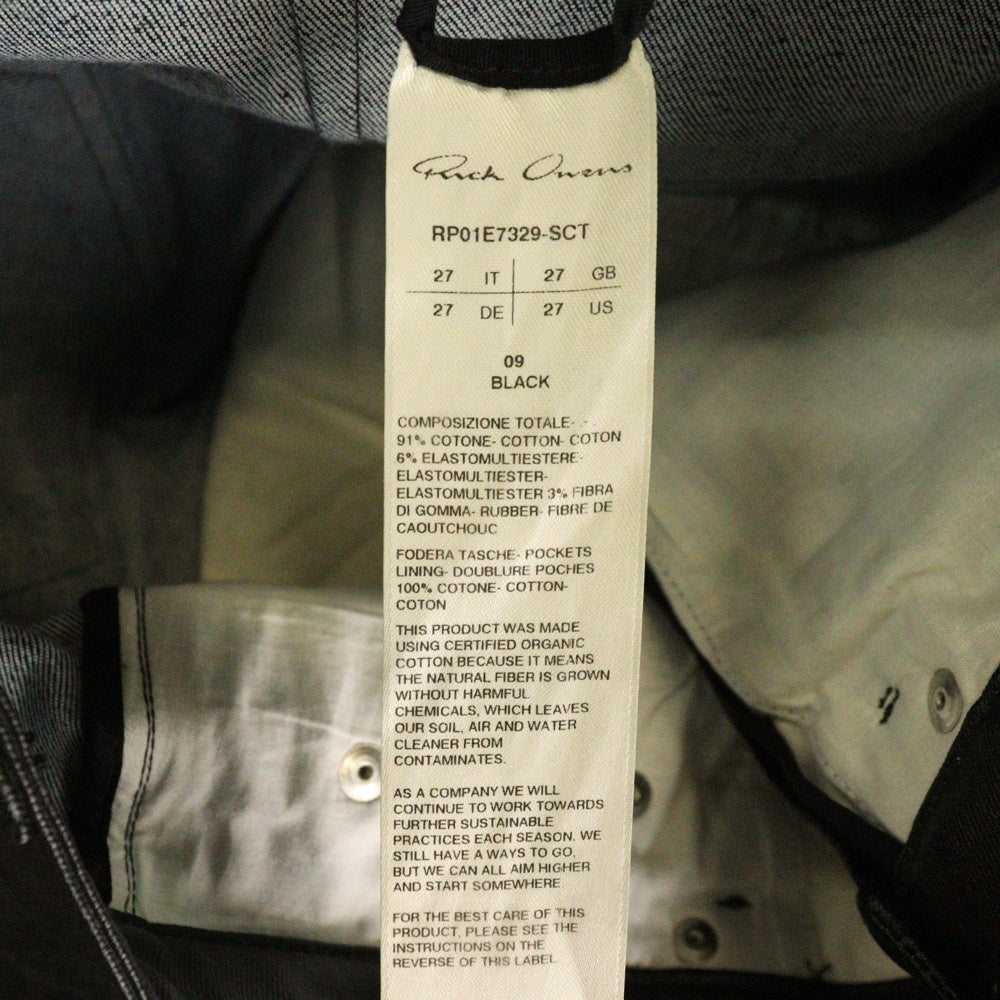 Rick Owens
RP01E7329-SCT
27 IT 27 GB
27 DE 27 US
09
BLACK
COMPOSIZIONE TOTALE-
91% COTONE- COTTON- COTON
6% ELASTOMULTIESTERE-
ELASTOMULTIESTER-
ELASTOMULTIESTER 3% FIBRA
DI GOMMA- RUBBER- FIBRE DE
CAOUTCHOUC
FODERA TASCHE- POCKETS
LINING- DOUBLURE POCHES
100% COTONE- COTTON-
COTON
THIS PRODUCT WAS MADE
USING CERTIFIED ORGANIC
COTTON BECAUSE IT MEANS
THE NATURAL FIBER IS GROWN
WITHOUT HARMFUL
CHEMICALS, WHICH LEAVES
OUR SOIL, AIR AND WATER
CLEANER FROM
CONTAMINATES.
AS A COMPANY WE WILL
CONTINUE TO WORK TOWARDS
FURTHER SUSTAINABLE
PRACTICES EACH SEASON. WE
STILL HAVE A WAYS TO GO,
BUT WE CAN ALL AIM HIGHER
AND START SOMEWHERE.
FOR THE BEST CARE OF THIS
PRODUCT, PLEASE SEE THE
INSTRUCTIONS ON THE
REVERSE OF THIS LABEL